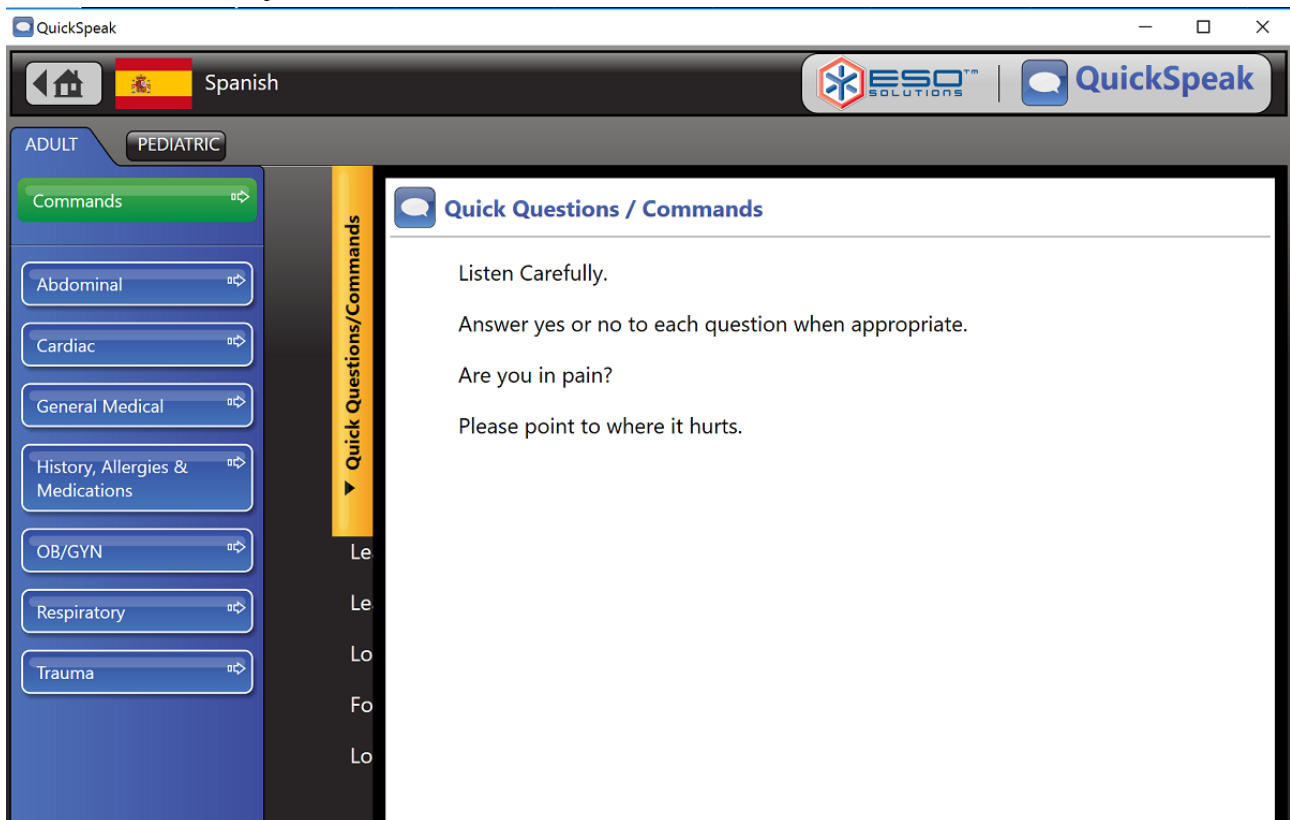 QuickSpeak
Spanish
ESO™
SOLUTIONS
QuickSpeak
ADULT
PEDIATRIC
Commands
Abdominal
Cardiac
General Medical
History, Allergies &
Medications
OB/GYN
Respiratory
Trauma
Quick Questions/Commands
Le
Le
Lo
Fo
Lo
Quick Questions / Commands
Listen Carefully.
Answer yes or no to each question when appropriate.
Are you in pain?
Please point to where it hurts.